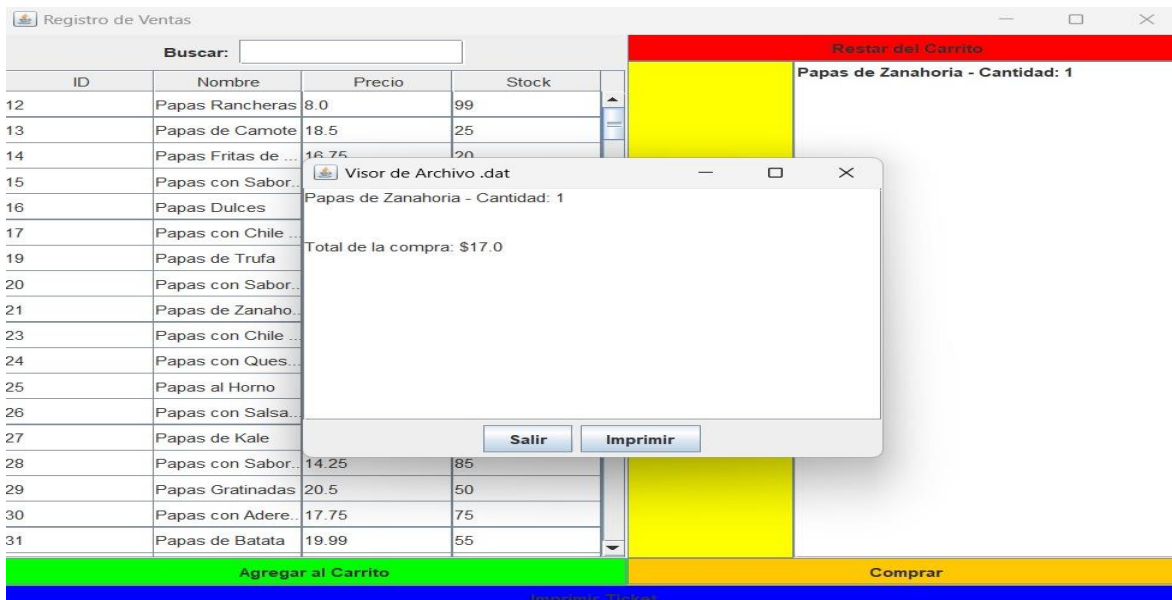 Registro de Ventas
Buscar:
Restar del Carrito
ID Nombre Precio Stock
12 Papas Rancheras 8.0 99
13 Papas de Camote 18.5 25
14 Papas Fritas de ... 16.75 20
15 Papas con Sabor..
16 Papas Dulces
17 Papas con Chile ...
19 Papas de Trufa
20 Papas con Sabor..
21 Papas de Zanaho..
23 Papas con Chile ...
24 Papas con Ques...
25 Papas al Horno
26 Papas con Salsa...
27 Papas de Kale
28 Papas con Sabor.. 14.25 85
29 Papas Gratinadas 20.5 50
30 Papas con Adere.. 17.75 75
31 Papas de Batata 19.99 55
Papas de Zanahoria - Cantidad: 1
Visor de Archivo .dat
Papas de Zanahoria - Cantidad: 1
Total de la compra: $17.0
Salir Imprimir
Agregar al Carrito
Comprar
Imprimir Ticket